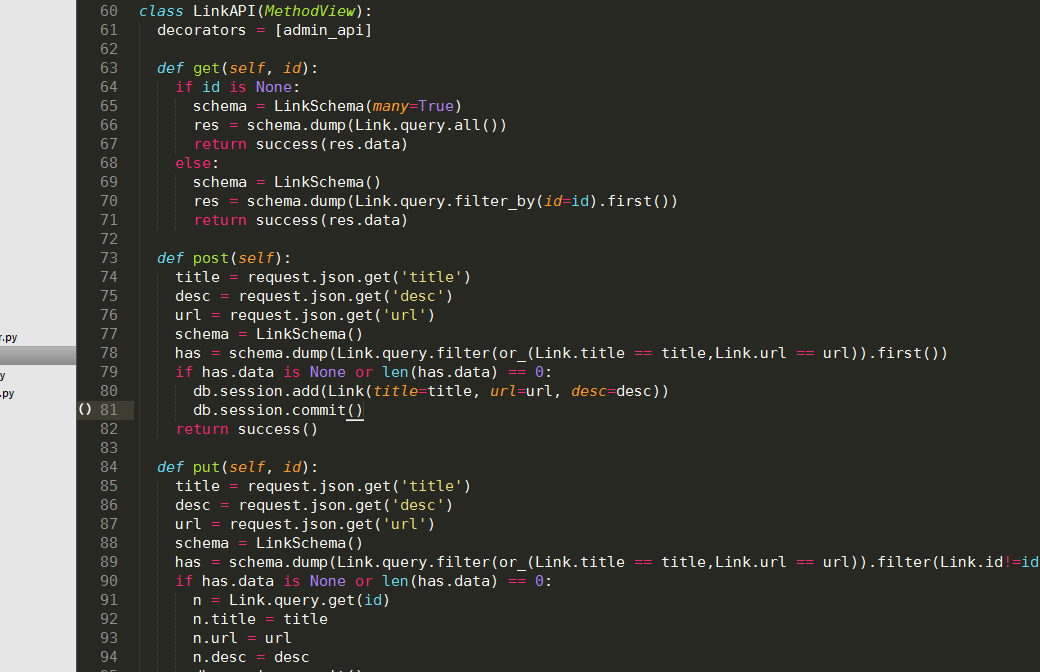 60 class LinkAPI(MethodView):
61 decorators = [admin_api]
62
63 def get(self, id):
64 if id is None:
65 schema = LinkSchema(many=True)
66 res = schema.dump(Link.query.all())
67 return success(res.data)
68 else:
69 schema = LinkSchema()
70 res = schema.dump(Link.query.filter_by(id=id).first())
71 return success(res.data)
72
73 def post(self):
74 title = request.json.get('title')
75 desc = request.json.get('desc')
76 url = request.json.get('url')
77 schema = LinkSchema()
78 has = schema.dump(Link.query.filter(or_(Link.title == title,Link.url == url)).first())
r.py
79 if has.data is None or len(has.data) == 0:
y
80 db.session.add(Link(title=title, url=url, desc=desc))
.py
() 81 db.session.commit()
82 return success()
83
84 def put(self, id):
85 title = request.json.get('title')
86 desc = request.json.get('desc')
87 url = request.json.get('url')
88 schema = LinkSchema()
89 has = schema.dump(Link.query.filter(or_(Link.title == title,Link.url == url)).filter(Link.id!=id
90 if has.data is None or len(has.data) == 0:
91 n = Link.query.get(id)
92 n.title = title
93 n.url = url
94 n.desc = desc